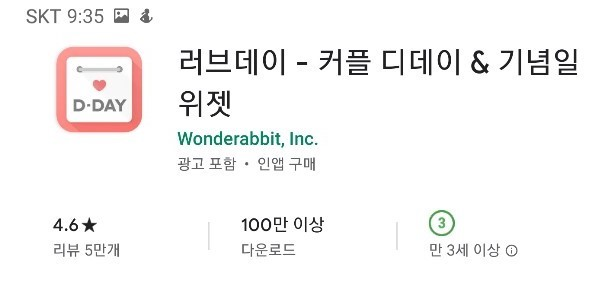 SKT 9:35
D-DAY
러브데이 - 커플 디데이 & 기념일
위젯
Wonderabbit, Inc.
광고 포함 • 인앱 구매
4.6★ 100만 이상 3
리뷰 5만개 다운로드 만 3세 이상 ⓘ